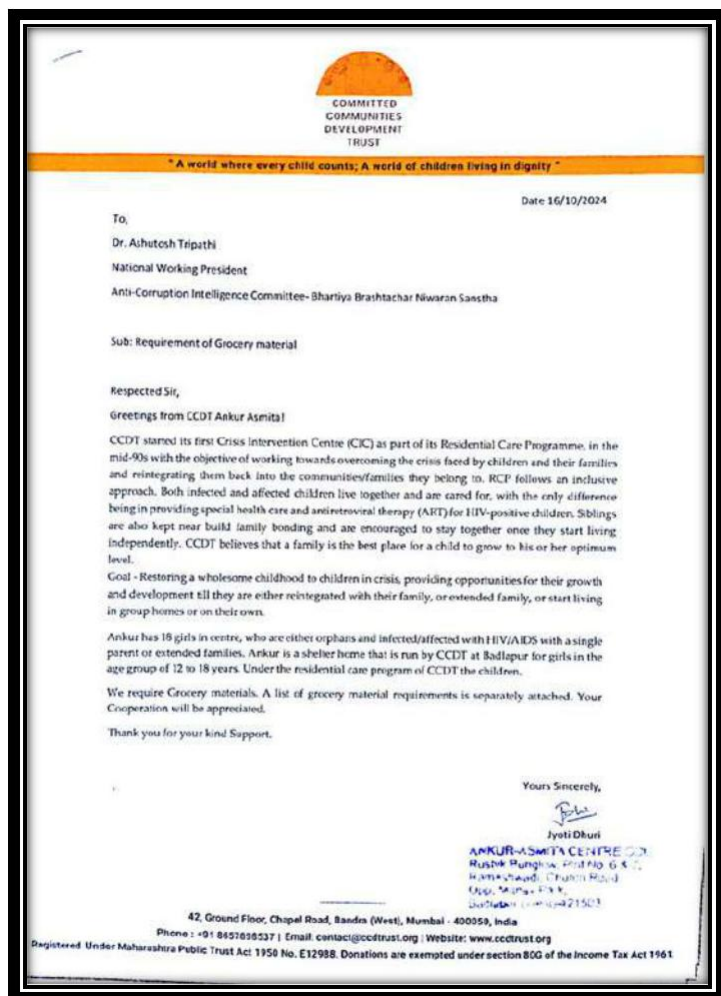 COMMITTED
COMMUNITIES
DEVELOPMENT
TRUST
" A world where every child counts; A world of children living in dignity "
Date 16/10/2024
To,
Dr. Ashutosh Tripathi
National Working President
Anti-Corruption Intelligence Committee- Bhartiya Brashtachar Niwaran Sanstha
Sub: Requirement of Grocery material
Respected Sir,
Greetings from CCDT Ankur Asmita!
CCDT started its first Crisis Intervention Centre (CIC) as part of its Residential Care Programme, in the
mid-90s with the objective of working towards overcoming the crisis faced by children and their families
and reintegrating them back into the communities/families they belong to. RCP follows an inclusive
approach. Both infected and affected children live together and are cared for, with the only difference
being in providing special health care and antiretroviral therapy (ART) for HIV-positive children. Siblings
are also kept near build family bonding and are encouraged to stay together once they start living
independently. CCDT believes that a family is the best place for a child to grow to his or her optimum
level.
Goal - Restoring a wholesome childhood to children in crisis, providing opportunities for their growth
and development till they are either reintegrated with their family, or extended family, or start living
in group homes or on their own.
Ankur has 18 girls in centre, who are either orphans and infected/affected with HIV/AIDS with a single
parent or extended families. Ankur is a shelter home that is run by CCDT at Badlapur for girls in the
age group of 12 to 18 years. Under the residential care program of CCDT the children.
We require Grocery materials. A list of grocery material requirements is separately attached. Your
Cooperation will be appreciated.
Thank you for your kind Support.
Yours Sincerely,
Jyoti Dhuri
ANKUR-ASMITA CENTRE
No. 6 &
Road
Opp.
42, Ground Floor, Chapel Road, Bandra (West), Mumbai - 400050, India
Phone : +91 8657658537 | Email: contact@ccdtrust.org | Website: www.ccdtrust.org
Registered Under Maharashtra Public Trust Act 1950 No. E12988. Donations are exempted under section 80G of the Income Tax Act 1961